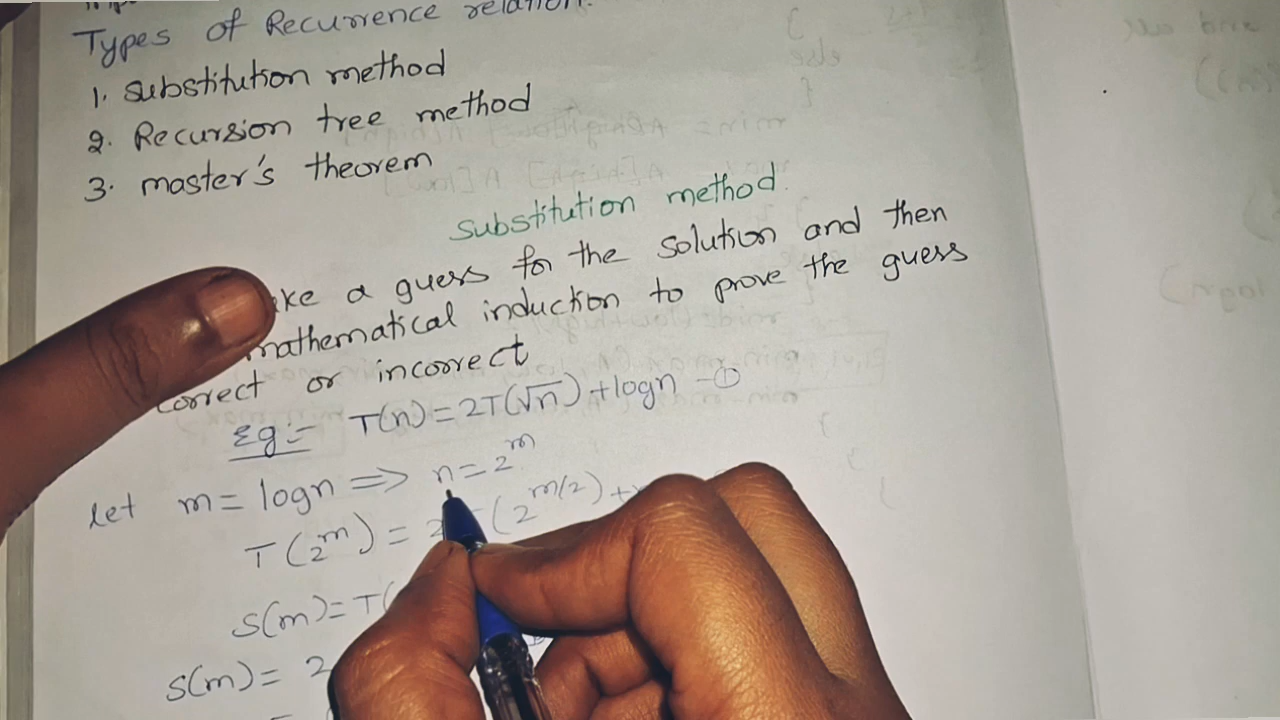 Types of Recurrence relation.
1. substitution method
2. Recursion tree method
3. master's theorem
substitution method.
ke a guess for the solution and then
mathematical induction to prove the guess
correct or incorrect
Eg:- T(n)=2T(√n)+logn -①
let m = logn => n=2^m
T(2^m) = 2 (2^{m/2})+
S(m)=T(
S(m)= 2
=